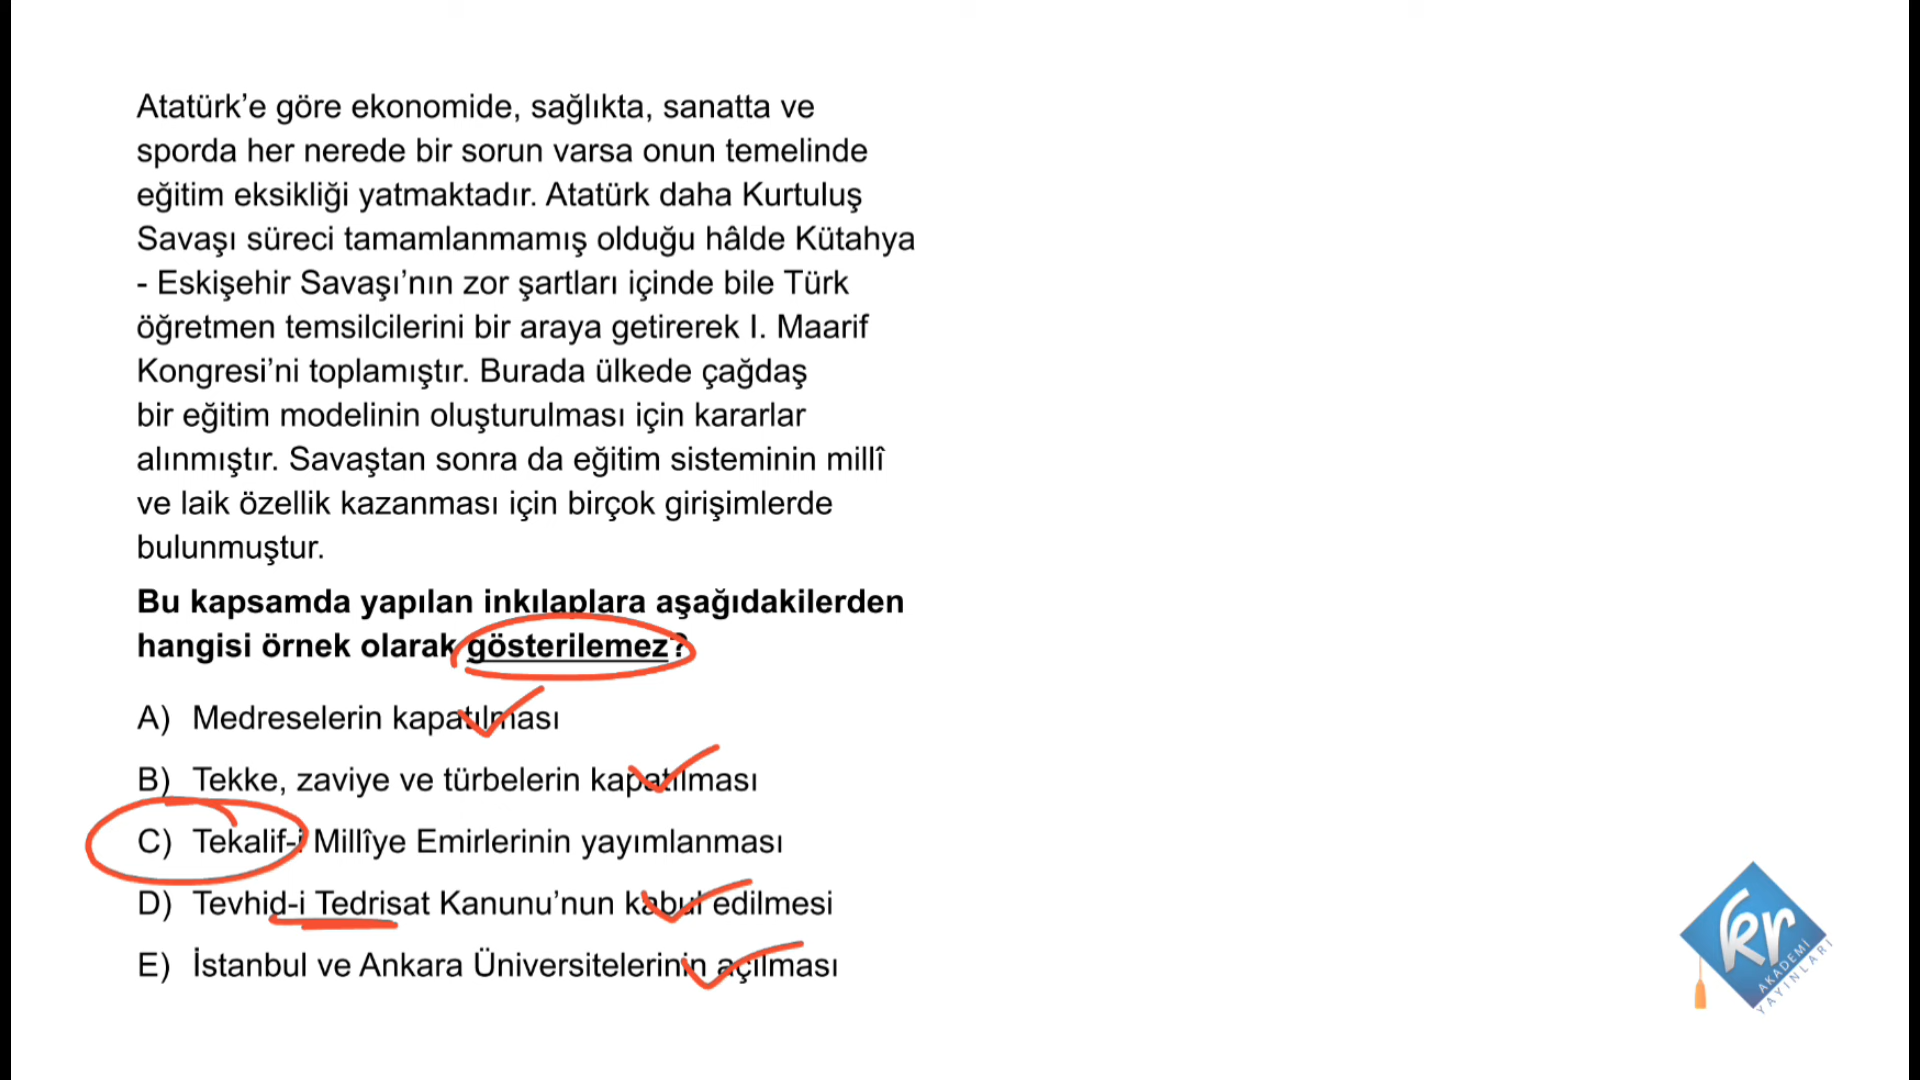 Atatürk’e göre ekonomide, sağlıkta, sanatta ve
sporda her nerede bir sorun varsa onun temelinde
eğitim eksikliği yatmaktadır. Atatürk daha Kurtuluş
Savaşı süreci tamamlanmamış olduğu hâlde Kütahya
- Eskişehir Savaşı’nın zor şartları içinde bile Türk
öğretmen temsilcilerini bir araya getirerek I. Maarif
Kongresi’ni toplamıştır. Burada ülkede çağdaş
bir eğitim modelinin oluşturulması için kararlar
alınmıştır. Savaştan sonra da eğitim sisteminin millî
ve laik özellik kazanması için birçok girişimlerde
bulunmuştur.
Bu kapsamda yapılan inkılaplara aşağıdakilerden
hangisi örnek olarak gösterilemez?
A) Medreselerin kapatılması
B) Tekke, zaviye ve türbelerin kapatılması
C) Tekalif-i Millîye Emirlerinin yayımlanması
D) Tevhid-i Tedrisat Kanunu’nun kabul edilmesi
E) İstanbul ve Ankara Üniversitelerinin açılması
kr
AKADEMİ
YAYINLARI